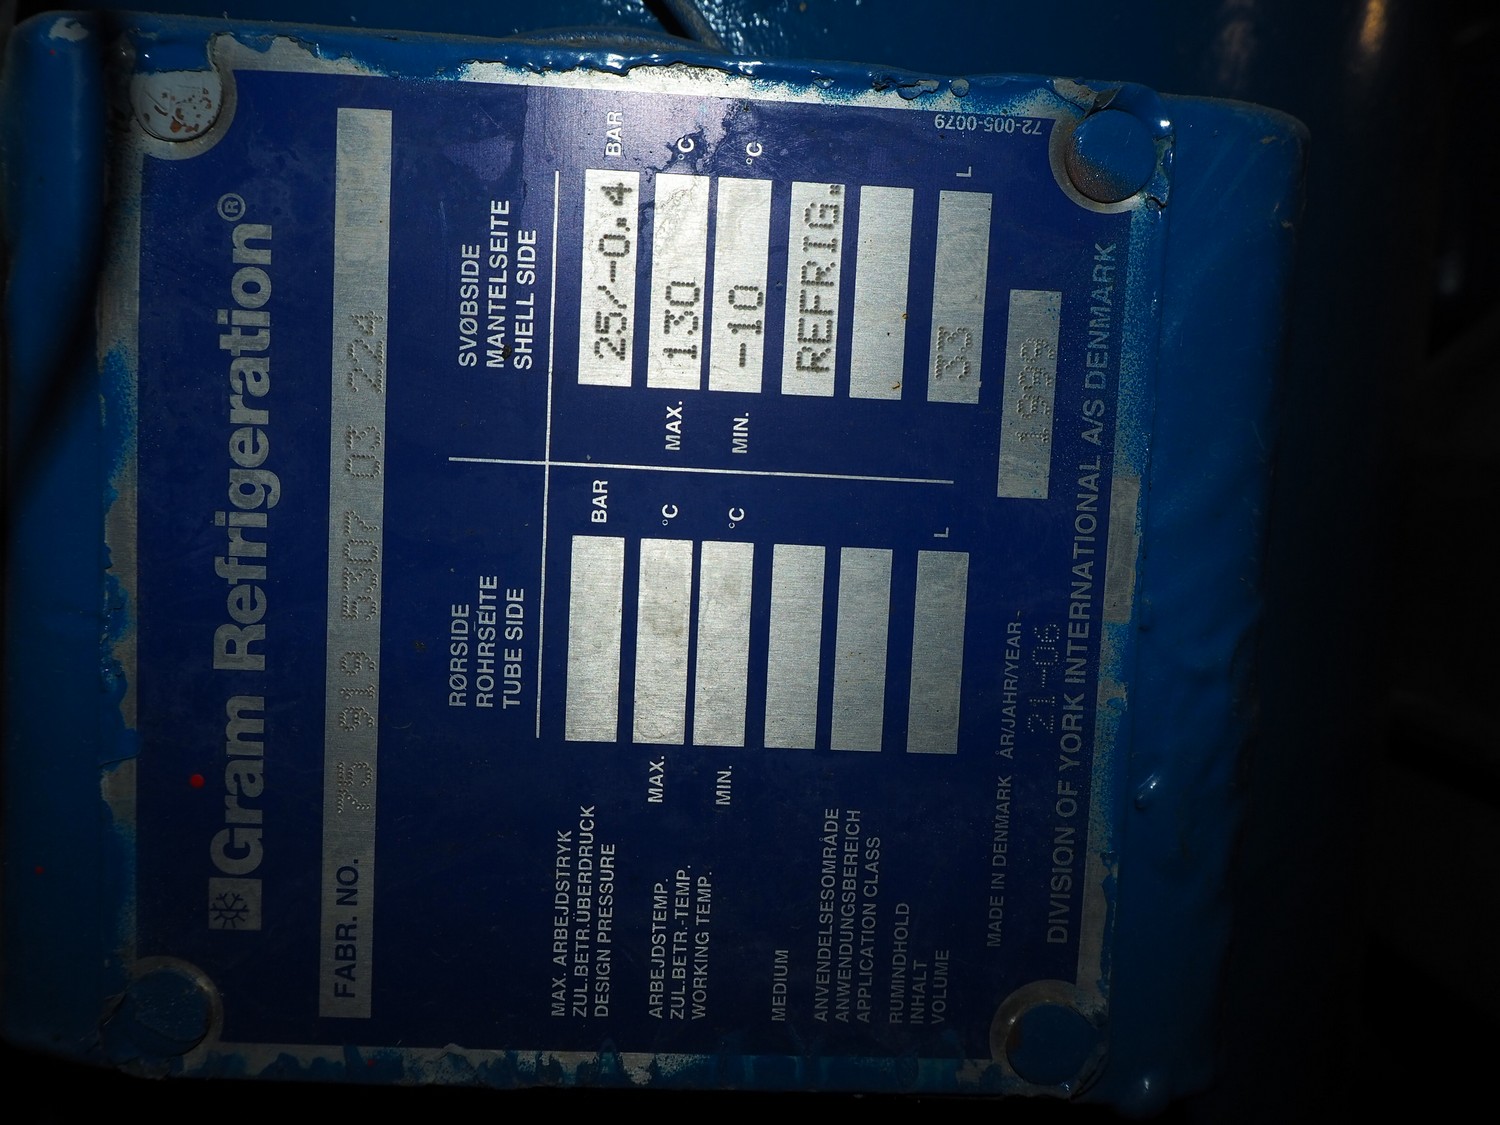 Gram Refrigeration®
FABR. NO. 75 919 5307 03 224
RØRSIDE
ROHRSEITE
TUBE SIDE
SVØBSIDE
MANTELSEITE
SHELL SIDE
MAX. ARBEJDSTRYK
ZUL.BETR.ÜBERDRUCK
DESIGN PRESSURE
BAR
25/-0.4 BAR
ARBEJDSTEMP.
ZUL.BETR.-TEMP.
WORKING TEMP.
MAX. °C
MAX. 130 °C
MIN. °C
MIN. -10 °C
MEDIUM REFRIG.
ANVENDELSESOMRÅDE
ANWENDUNGSBEREICH
APPLICATION CLASS
RUMINDHOLD
INHALT
VOLUME
L
33 L
MADE IN DENMARK ÅR/JAHR/YEAR 1999
21-06
DIVISION OF YORK INTERNATIONAL A/S DENMARK
72-005-0079